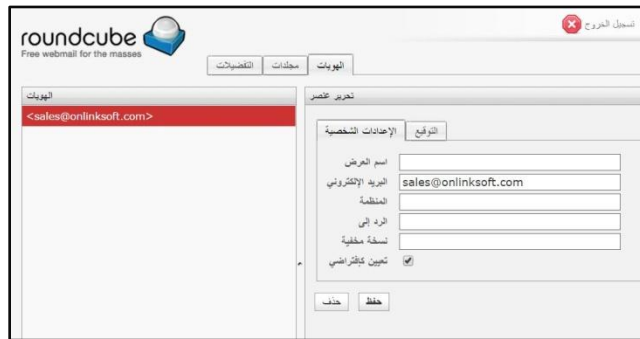 تسجيل الخروج
roundcube
Free webmail for the masses
التفضيلات مجلدات الهويات
الهويات
<sales@onlinksoft.com>
تحرير عنصر
الإعدادات الشخصية التوقيع
اسم العرض
البريد الإلكتروني sales@onlinksoft.com
المنظمة
الرد إلى
نسخة مخفية
تعيين كإفتراضي
حذف حفظ